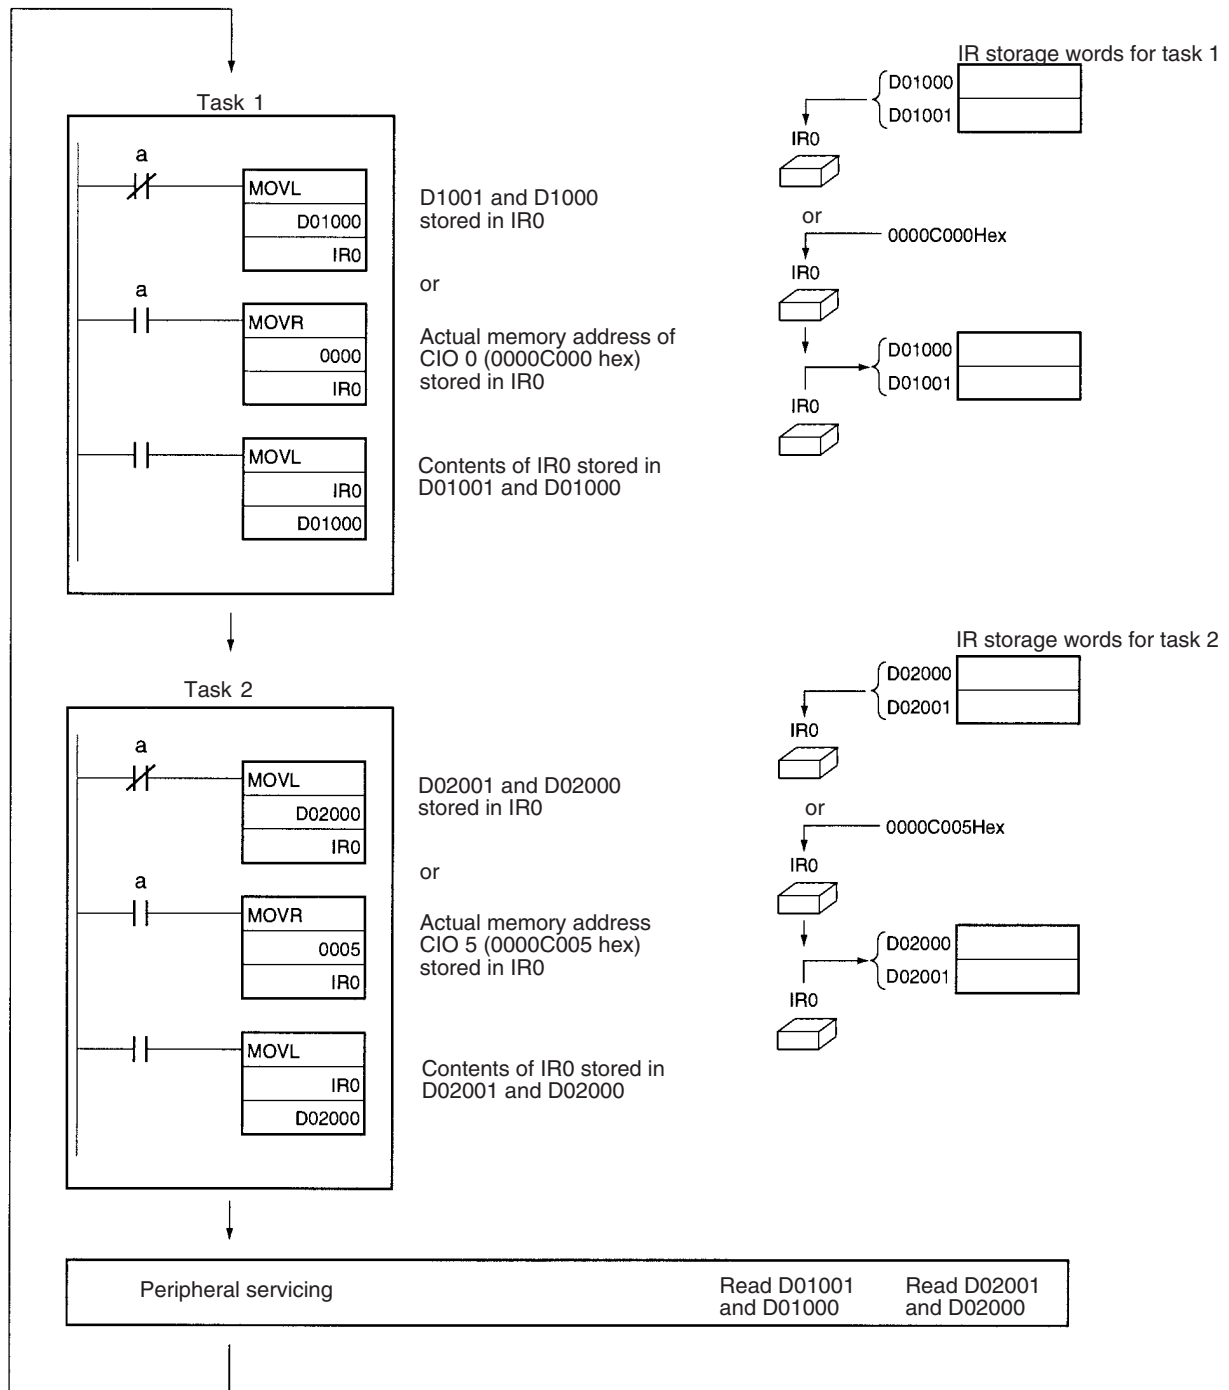 IR storage words for task 1
Task 1
D01000
D01001
IR0
a
MOVL
D01000
IR0
D1001 and D1000
stored in IR0
or
0000C000Hex
IR0
or
a
MOVR
0000
IR0
Actual memory address of
CIO 0 (0000C000 hex)
stored in IR0
D01000
D01001
IR0
MOVL
IR0
D01000
Contents of IR0 stored in
D01001 and D01000
IR storage words for task 2
Task 2
D02000
D02001
IR0
a
MOVL
D02000
IR0
D02001 and D02000
stored in IR0
or
0000C005Hex
IR0
or
a
MOVR
0005
IR0
Actual memory address
CIO 5 (0000C005 hex)
stored in IR0
D02000
D02001
IR0
MOVL
IR0
D02000
Contents of IR0 stored in
D02001 and D02000
Peripheral servicing
Read D01001
and D01000
Read D02001
and D02000